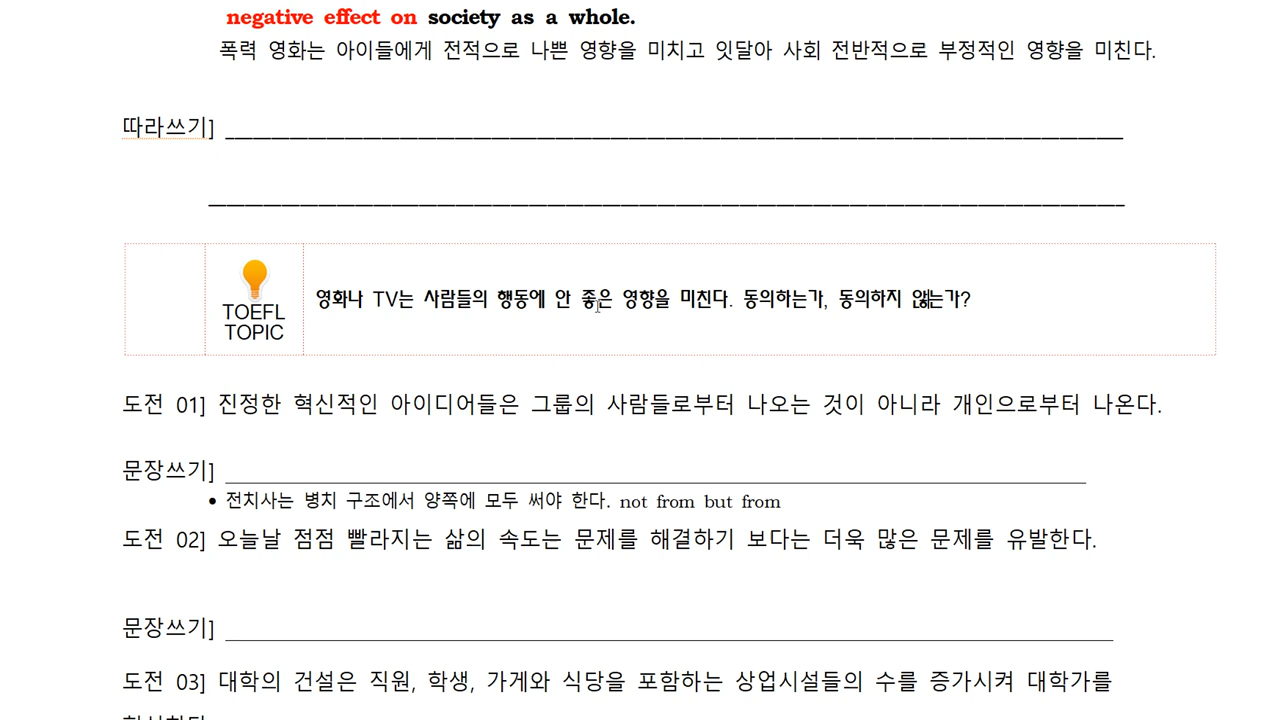 negative effect on society as a whole.
폭력 영화는 아이들에게 전적으로 나쁜 영향을 미치고 잇달아 사회 전반적으로 부정적인 영향을 미친다.
따라쓰기]
TOEFL
TOPIC
영화나 TV는 사람들의 행동에 안 좋은 영향을 미친다. 동의하는가, 동의하지 않는가?
도전 01] 진정한 혁신적인 아이디어들은 그룹의 사람들로부터 나오는 것이 아니라 개인으로부터 나온다.
문장쓰기]
• 전치사는 병치 구조에서 양쪽에 모두 써야 한다. not from but from
도전 02] 오늘날 점점 빨라지는 삶의 속도는 문제를 해결하기 보다는 더욱 많은 문제를 유발한다.
문장쓰기]
도전 03] 대학의 건설은 직원, 학생, 가게와 식당을 포함하는 상업시설들의 수를 증가시켜 대학가를